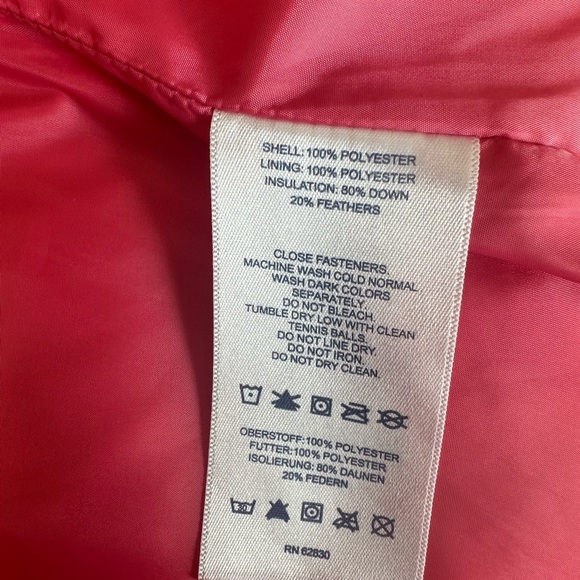 SHELL: 100% POLYESTER
LINING: 100% POLYESTER
INSULATION: 80% DOWN
20% FEATHERS
CLOSE FASTENERS.
MACHINE WASH COLD NORMAL
WASH DARK COLORS
SEPARATELY.
DO NOT BLEACH.
TUMBLE DRY LOW WITH CLEAN
TENNIS BALLS.
DO NOT LINE DRY.
DO NOT IRON.
DO NOT DRY CLEAN.
OBERSTOFF: 100% POLYESTER
FUTTER: 100% POLYESTER
ISOLIERUNG: 80% DAUNEN
20% FEDERN
30
RN 62830